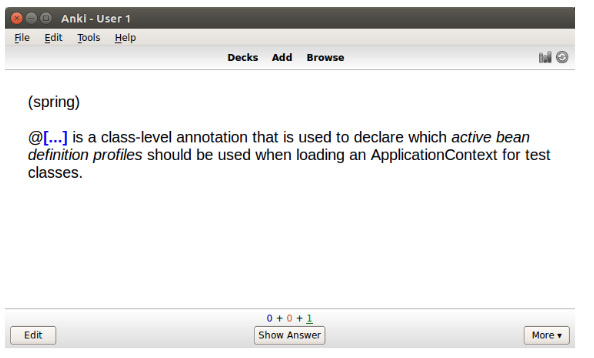 Anki - User 1
File Edit Tools Help
Decks Add Browse
(spring)
@[...] is a class-level annotation that is used to declare which active bean
definition profiles should be used when loading an ApplicationContext for test
classes.
0 + 0 + 1
Edit Show Answer More ▾